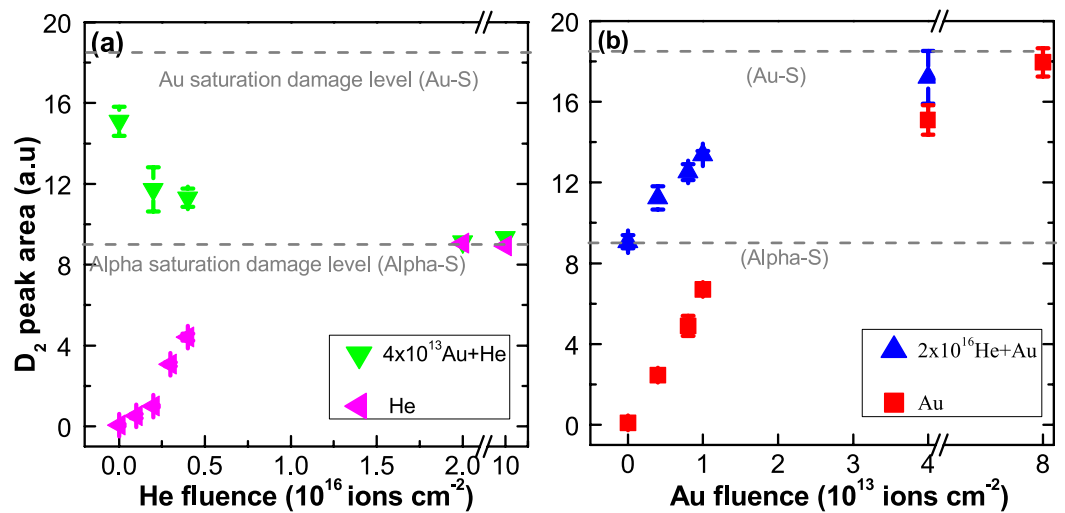 (a)
Au saturation damage level (Au-S)
Alpha saturation damage level (Alpha-S)
4x10¹³Au+He
He
D₂ peak area (a.u)
20
16
12
8
4
0
0.0 0.5 1.0 1.5 2.0 10
He fluence (10¹⁶ ions cm⁻²)
(b)
(Au-S)
(Alpha-S)
2x10¹⁶He+Au
Au
20
16
12
8
4
0
0 1 2 3 4 8
Au fluence (10¹³ ions cm⁻²)